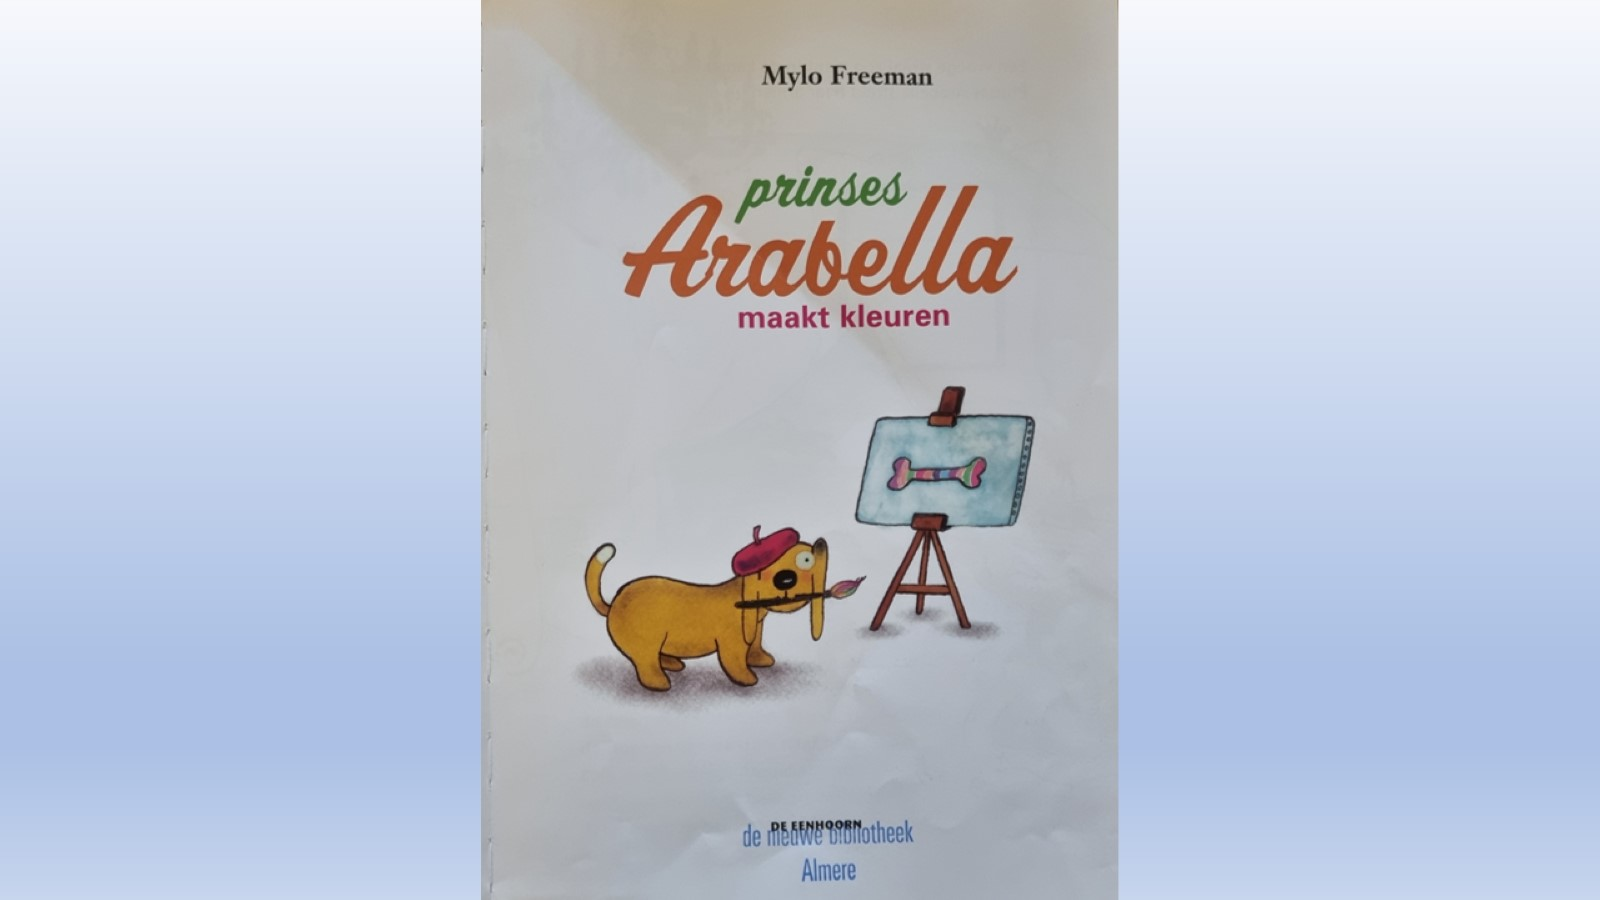 Mylo Freeman
prinses
Arabella
maakt kleuren
DE EENHOORN
de nieuwe bibliotheek
Almere